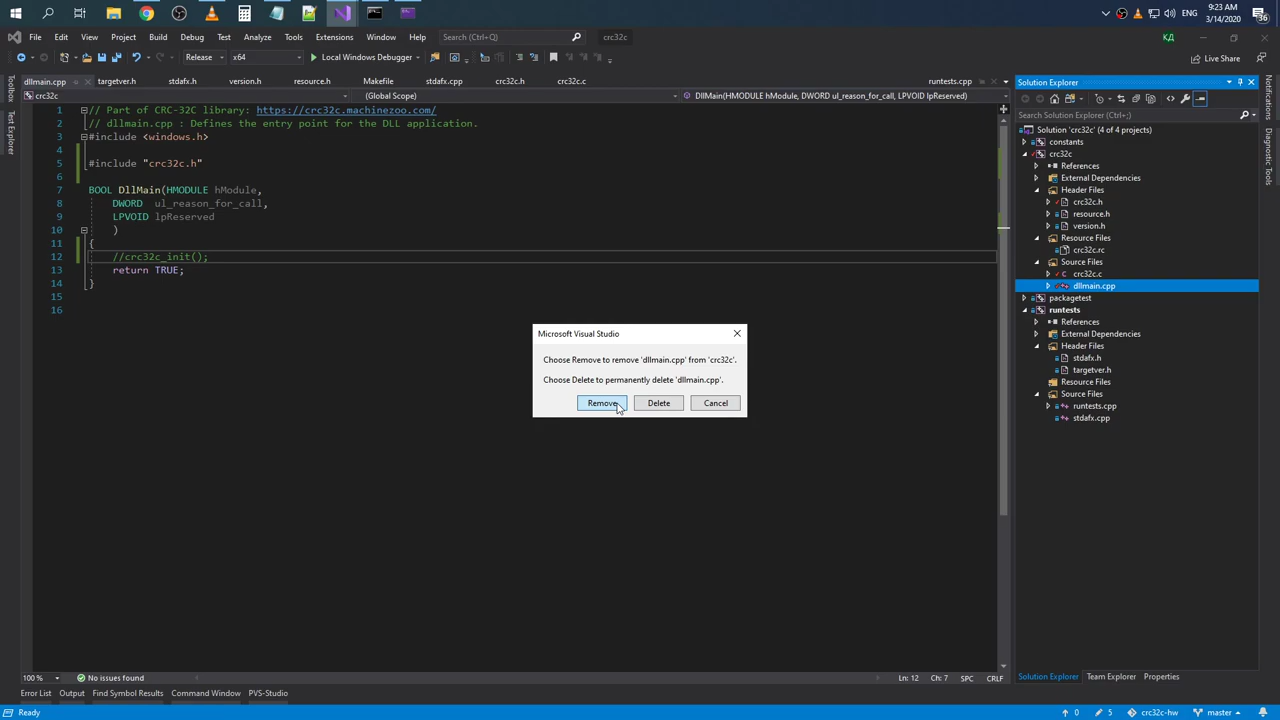 9:23 AM
ENG
3/14/2020
36
File Edit View Project Build Debug Test Analyze Tools Extensions Window Help Search (Ctrl+Q) crc32c КД
Release x64 Local Windows Debugger Live Share
dllmain.cpp targetver.h stdafx.h version.h resource.h Makefile stdafx.cpp crc32c.h crc32c.c runtests.cpp
crc32c (Global Scope) DllMain(HMODULE hModule, DWORD ul_reason_for_call, LPVOID lpReserved)
Toolbox
Test Explorer
1 // Part of CRC-32C library: https://crc32c.machinezoo.com/
2 // dllmain.cpp : Defines the entry point for the DLL application.
3 #include <windows.h>
4
5 #include "crc32c.h"
6
7 BOOL DllMain(HMODULE hModule,
8 DWORD ul_reason_for_call,
9 LPVOID lpReserved
10 )
11 {
12 //crc32c_init();
13 return TRUE;
14 }
15
16
Microsoft Visual Studio
Choose Remove to remove 'dllmain.cpp' from 'crc32c'.
Choose Delete to permanently delete 'dllmain.cpp'.
Remove Delete Cancel
Solution Explorer
Search Solution Explorer (Ctrl+;)
Solution 'crc32c' (4 of 4 projects)
constants
crc32c
References
External Dependencies
Header Files
crc32c.h
resource.h
version.h
Resource Files
crc32c.rc
Source Files
crc32c.c
dllmain.cpp
packagetest
runtests
References
External Dependencies
Header Files
stdafx.h
targetver.h
Resource Files
Source Files
runtests.cpp
stdafx.cpp
Solution Explorer Team Explorer Properties
Notifications
Diagnostic Tools
100 % No issues found Ln: 12 Ch: 7 SPC CRLF
Error List Output Find Symbol Results Command Window PVS-Studio
Ready 0 5 crc32c-hw master